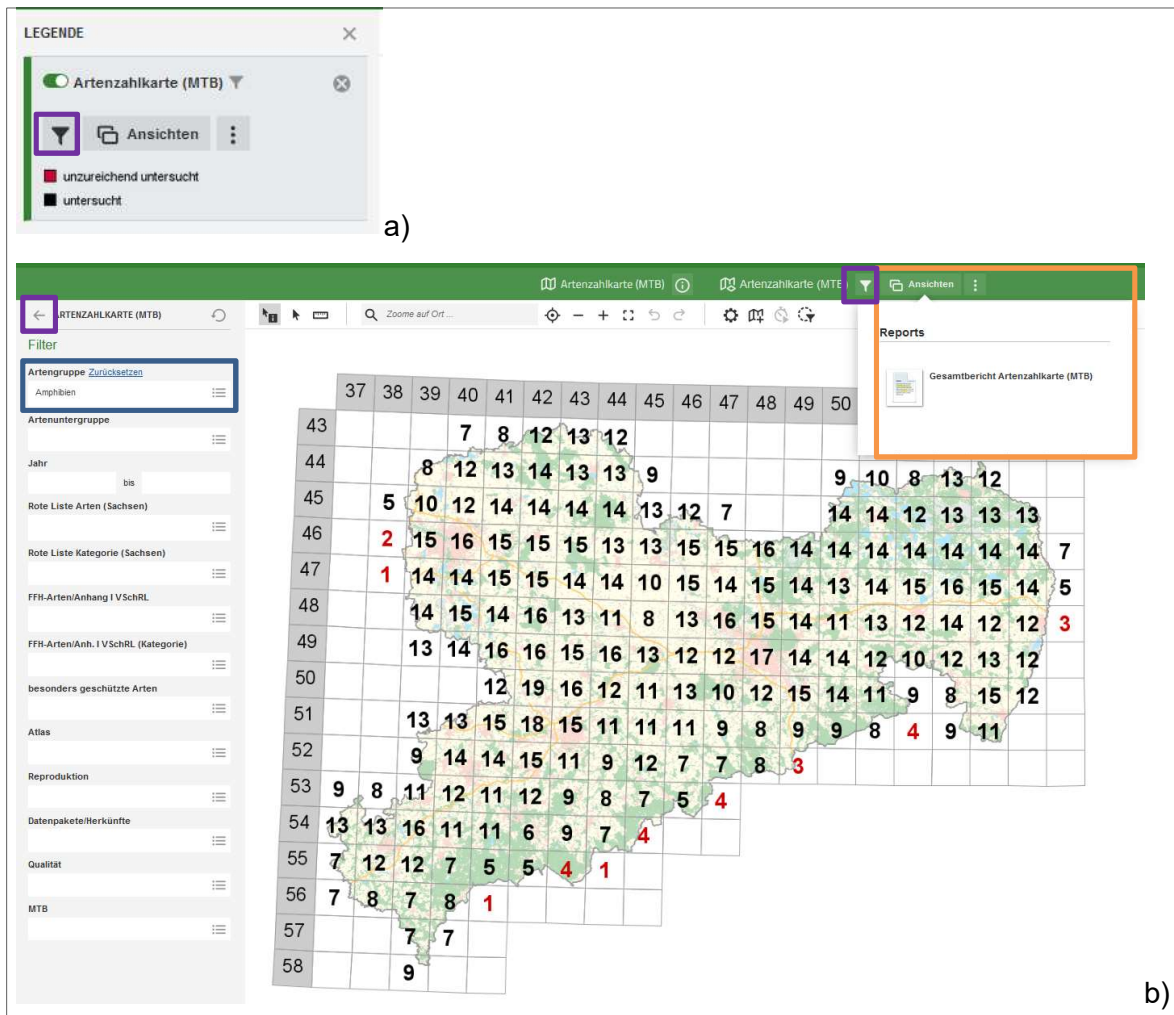 LEGENDE
Artenzahlkarte (MTB)
Ansichten
unzureichend untersucht
untersucht
a)
Artenzahlkarte (MTB) Artenzahlkarte (MTB Ansichten
ARTENZAHLKARTE (MTB)
Zoome auf Ort ...
Reports
Gesamtbericht Artenzahlkarte (MTB)
Filter
Artengruppe Zurücksetzen
Amphibien
Artenuntergruppe
Jahr
bis
Rote Liste Arten (Sachsen)
Rote Liste Kategorie (Sachsen)
FFH-Arten/Anhang I VSchRL
FFH-Arten/Anh. I VSchRL (Kategorie)
besonders geschützte Arten
Atlas
Reproduktion
Datenpakete/Herkünfte
Qualität
MTB
37 38 39 40 41 42 43 44 45 46 47 48 49 50
43 7 8 12 13 12
44 8 12 13 14 13 13 9 9 10 8 13 12
45 5 10 12 14 14 14 14 13 12 7 14 14 12 13 13 13
46 2 15 16 15 15 15 13 13 15 15 16 14 14 14 14 14 14 14 7
47 1 14 14 15 15 14 14 10 15 14 15 14 13 14 15 16 15 14 5
48 14 15 14 16 13 11 8 13 16 15 14 11 13 12 14 12 12 3
49 13 14 16 16 15 16 13 12 12 17 14 14 12 10 12 13 12
50 12 19 16 12 11 13 10 12 15 14 11 9 8 15 12
51 13 13 15 18 15 11 11 11 9 8 9 9 8 4 9 11
52 9 14 14 15 11 9 12 7 7 8 3
53 9 8 11 12 11 12 9 8 7 5 4
54 13 13 16 11 11 6 9 7 4
55 7 12 12 7 5 5 4 1
56 7 8 7 8 1
57 7 7
58 9
b)